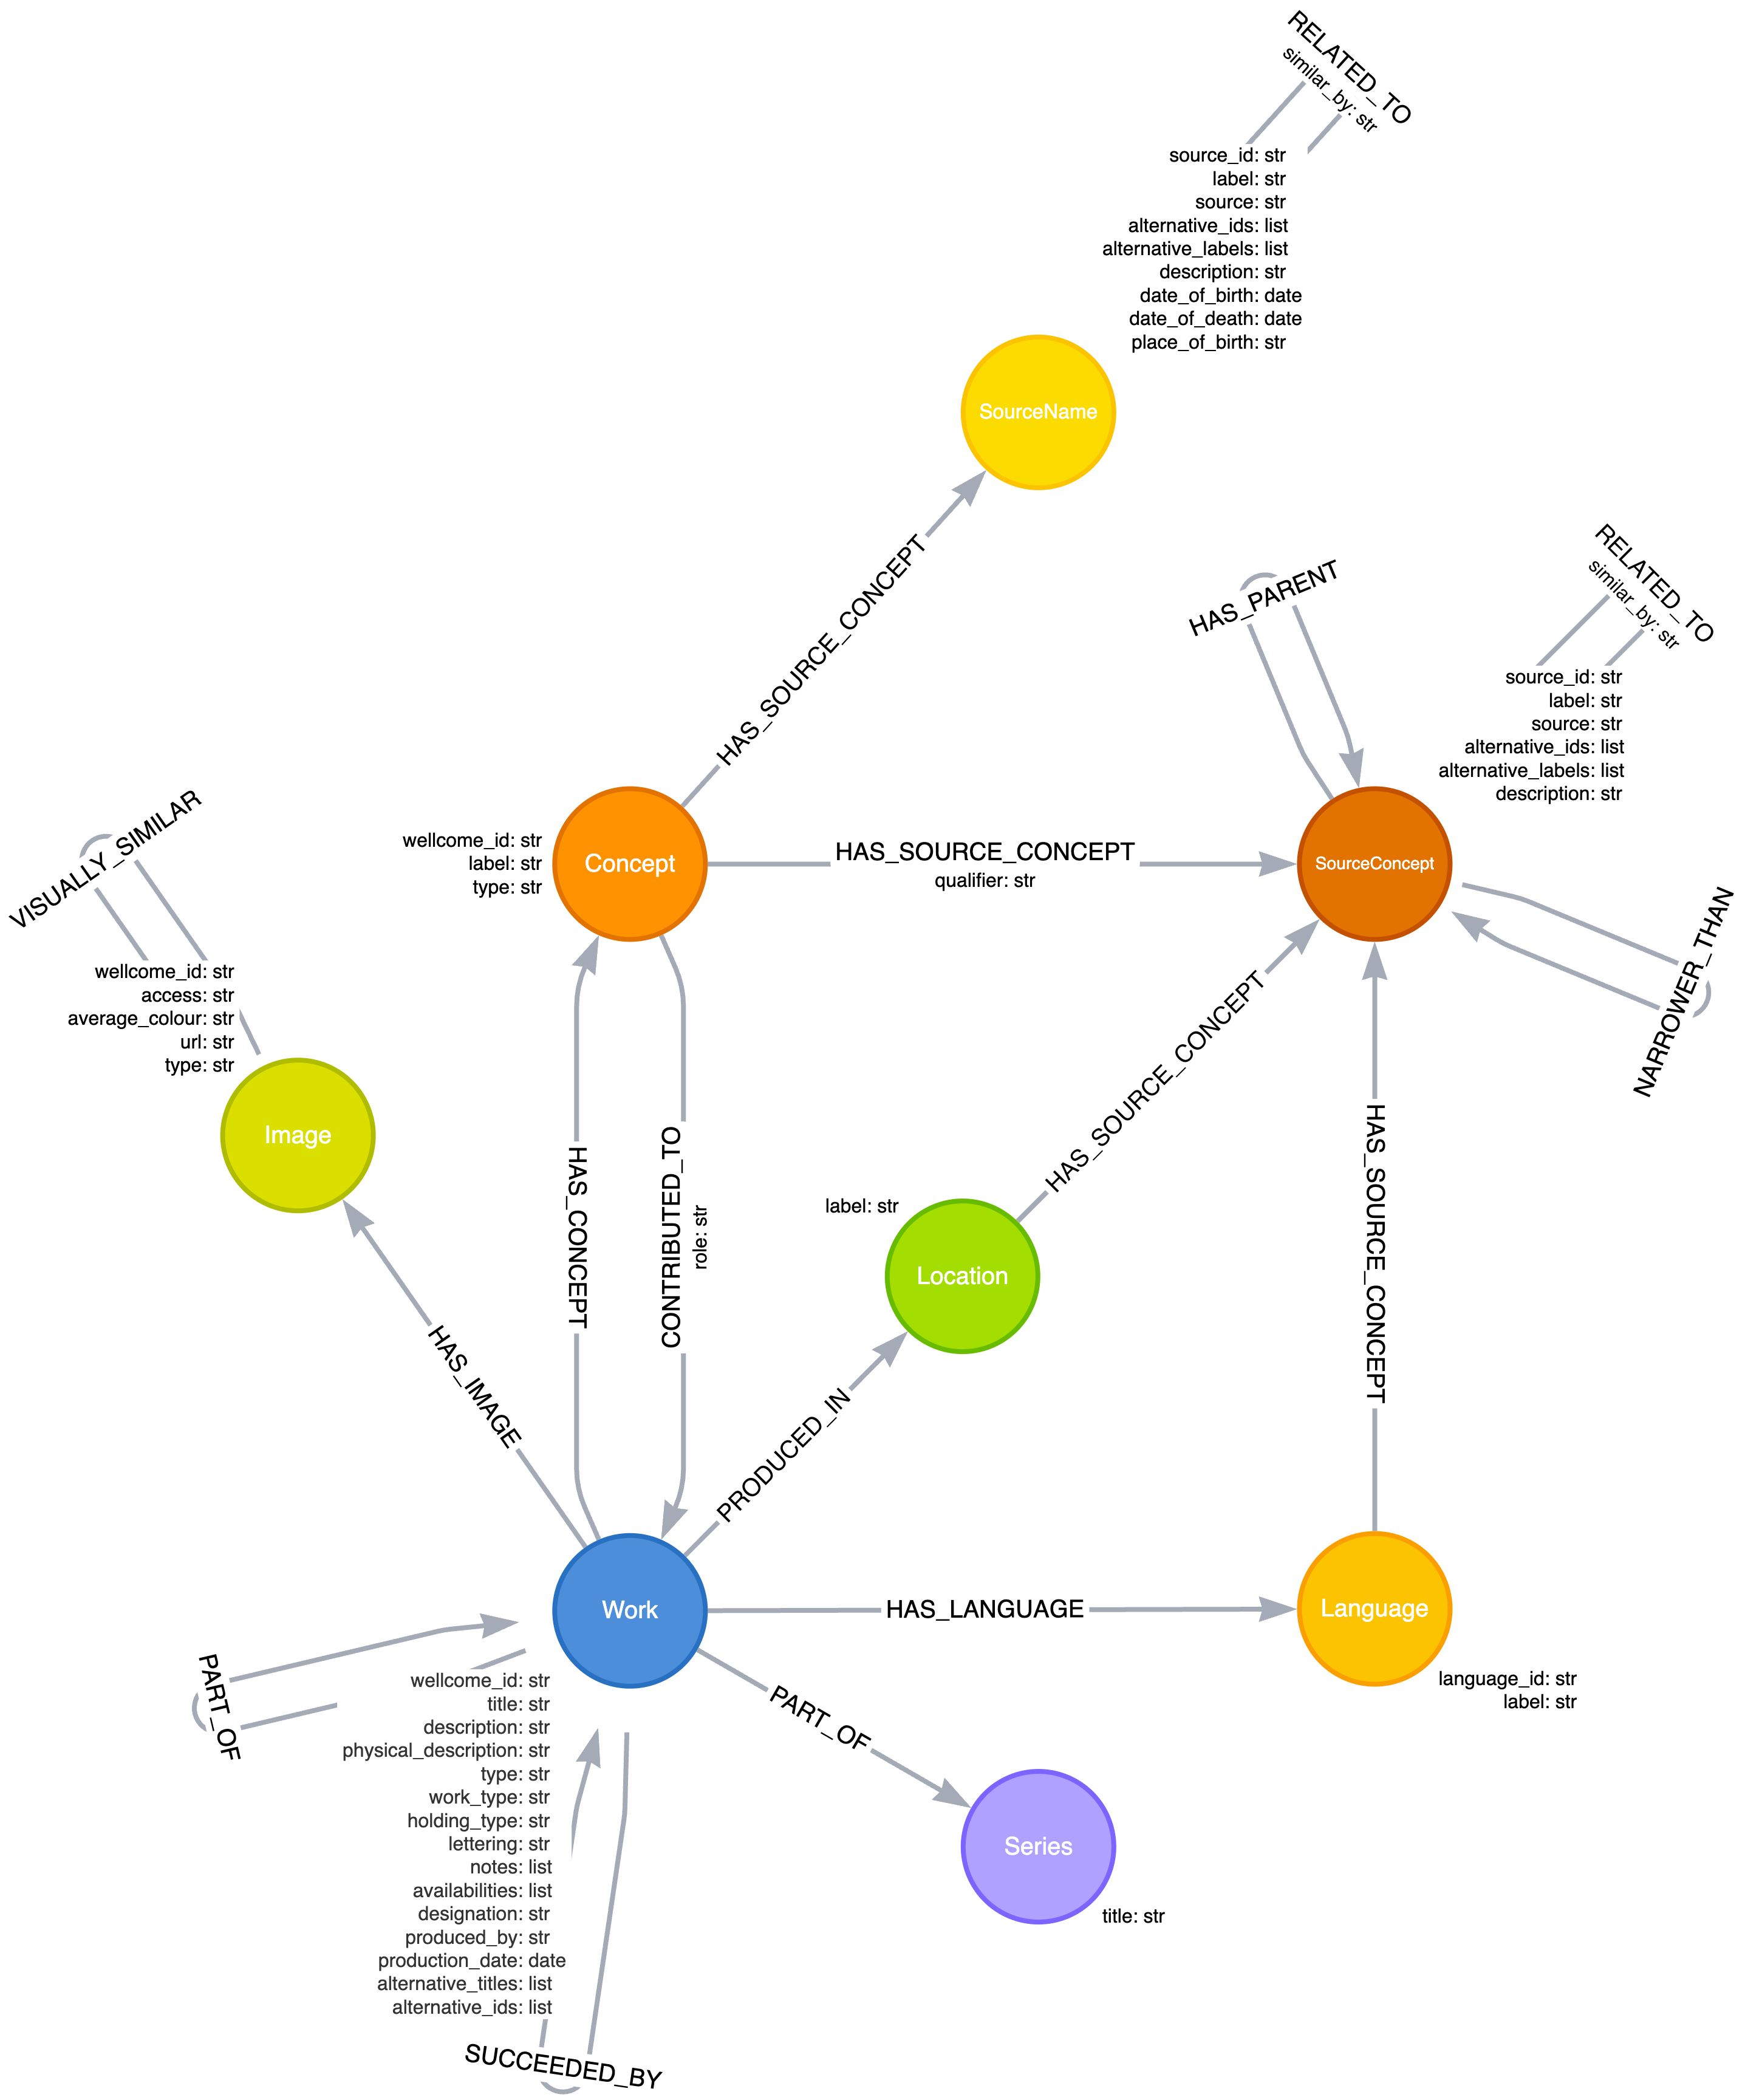 RELATED_TO
similar_by: str
source_id: str
label: str
source: str
alternative_ids: list
alternative_labels: list
description: str
date_of_birth: date
date_of_death: date
place_of_birth: str
SourceName
HAS_SOURCE_CONCEPT
HAS_PARENT
RELATED_TO
similar_by: str
source_id: str
label: str
source: str
alternative_ids: list
alternative_labels: list
description: str
wellcome_id: str
label: str
type: str
Concept
HAS_SOURCE_CONCEPT
qualifier: str
SourceConcept
NARROWER_THAN
VISUALLY_SIMILAR
wellcome_id: str
access: str
average_colour: str
url: str
type: str
Image
HAS_CONCEPT
CONTRIBUTED_TO
role: str
HAS_SOURCE_CONCEPT
label: str
Location
HAS_SOURCE_CONCEPT
HAS_IMAGE
PRODUCED_IN
Work
HAS_LANGUAGE
Language
language_id: str
label: str
PART_OF
wellcome_id: str
title: str
description: str
physical_description: str
type: str
work_type: str
holding_type: str
lettering: str
notes: list
availabilities: list
designation: str
produced_by: str
production_date: date
alternative_titles: list
alternative_ids: list
PART_OF
Series
title: str
SUCCEEDED_BY